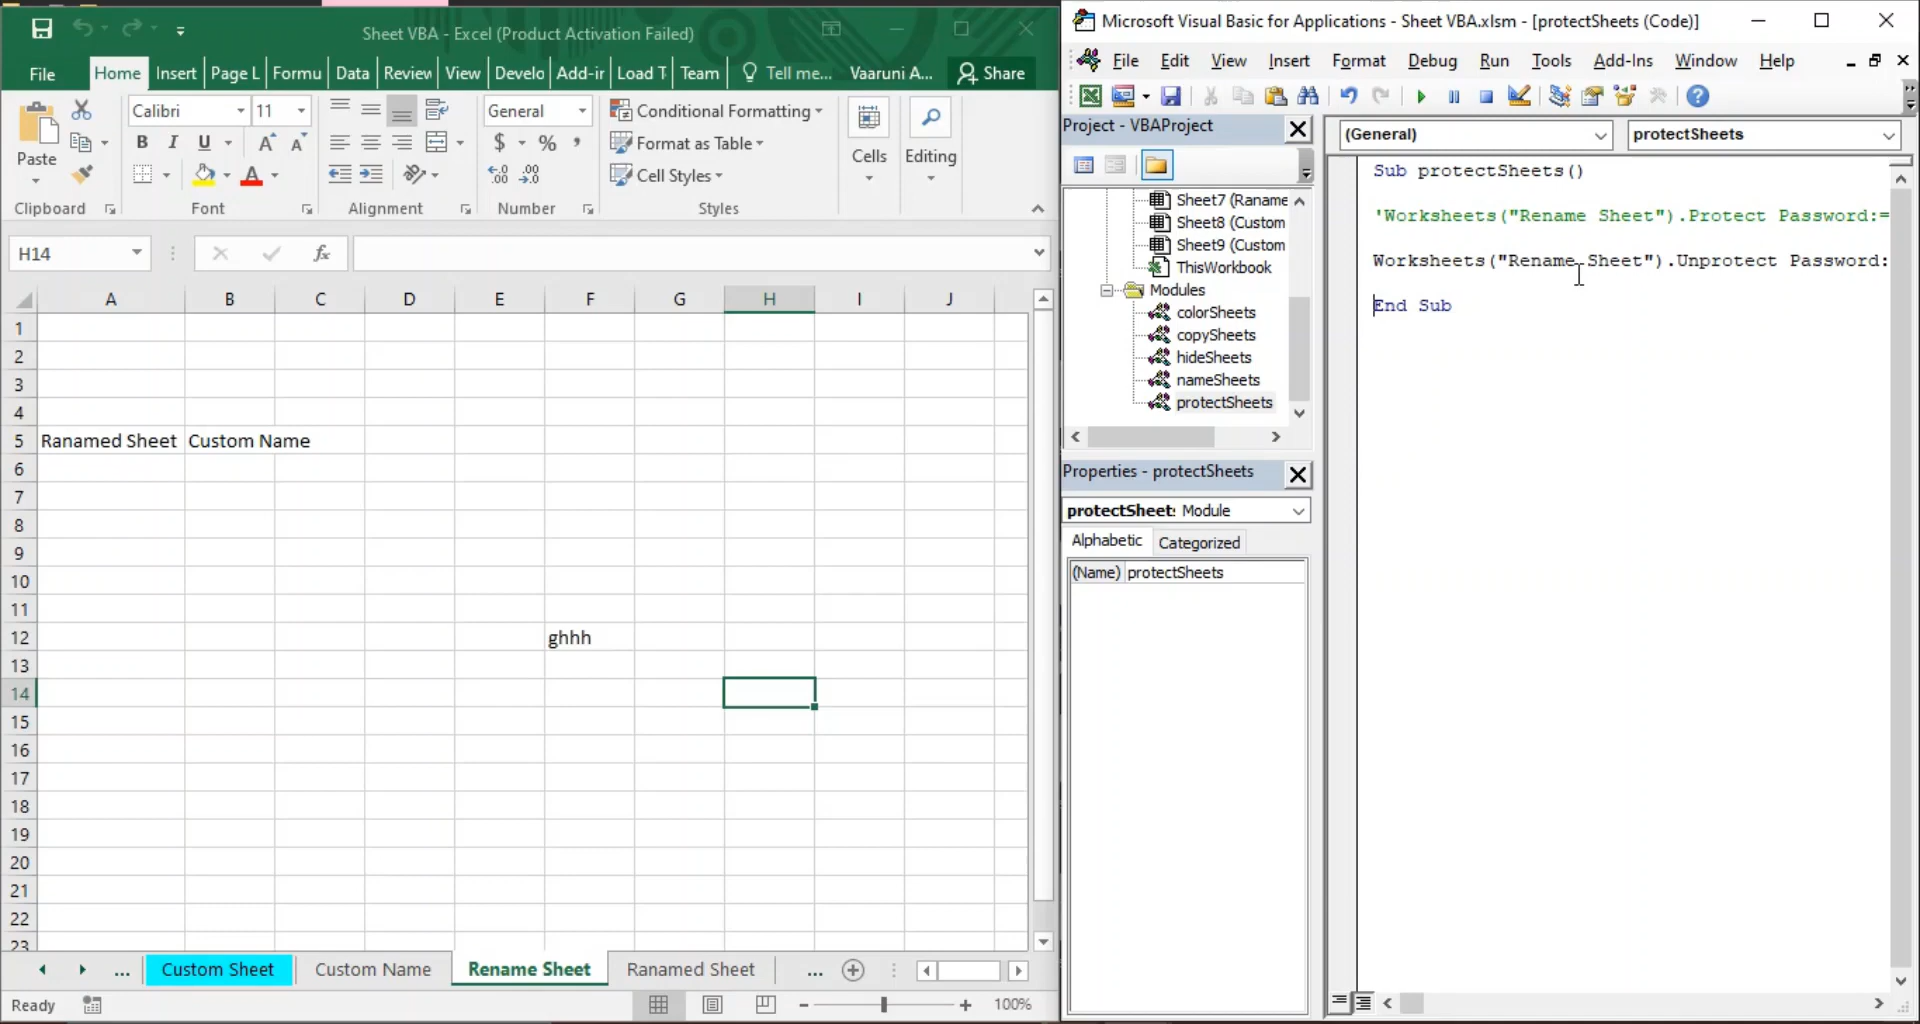 Sheet VBA - Excel (Product Activation Failed)
File Home Insert Page L Formu Data Review View Develo Add-ir Load T Team Tell me... Vaaruni A... Share
Paste
Clipboard
Calibri 11
B I U A A
A
Font
Alignment
General
$ % ,
Number
Conditional Formatting
Format as Table
Cell Styles
Styles
Cells
Editing
H14
fx
A B C D E F G H I J
1
2
3
4
5 Ranamed Sheet Custom Name
6
7
8
9
10
11
12 ghhh
13
14
15
16
17
18
19
20
21
22
23
... Custom Sheet Custom Name Rename Sheet Ranamed Sheet ...
Ready 100%
Microsoft Visual Basic for Applications - Sheet VBA.xlsm - [protectSheets (Code)]
File Edit View Insert Format Debug Run Tools Add-Ins Window Help
Project - VBAProject
Sheet7 (Rename
Sheet8 (Custom
Sheet9 (Custom
ThisWorkbook
Modules
colorSheets
copySheets
hideSheets
nameSheets
protectSheets
Properties - protectSheets
protectSheet: Module
Alphabetic Categorized
(Name) protectSheets
(General) protectSheets
Sub protectSheets()
'Worksheets("Rename Sheet").Protect Password:=
Worksheets("Rename Sheet").Unprotect Password:
End Sub